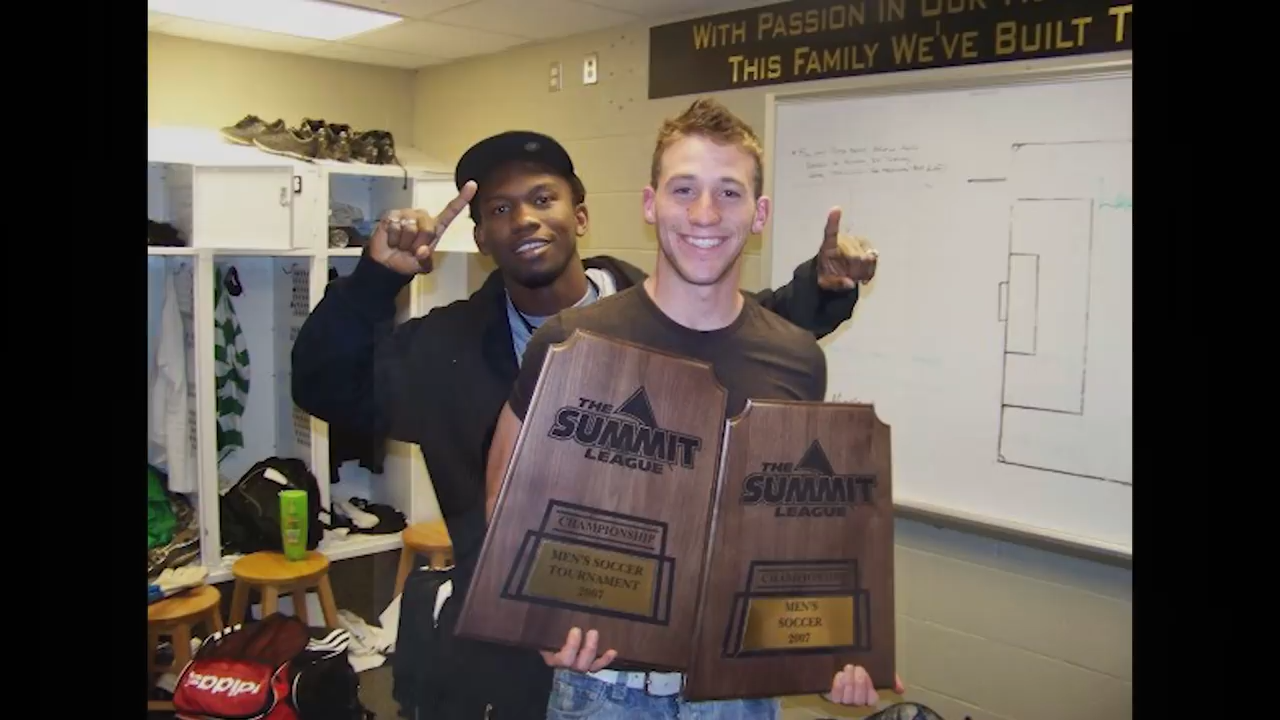 WITH PASSION IN OUR
THIS FAMILY WE'VE BUILT T
THE
SUMMIT
LEAGUE
CHAMPIONSHIP
MEN'S SOCCER
TOURNAMENT
2007
THE
SUMMIT
LEAGUE
CHAMPIONSHIP
MEN'S
SOCCER
2007
adidas